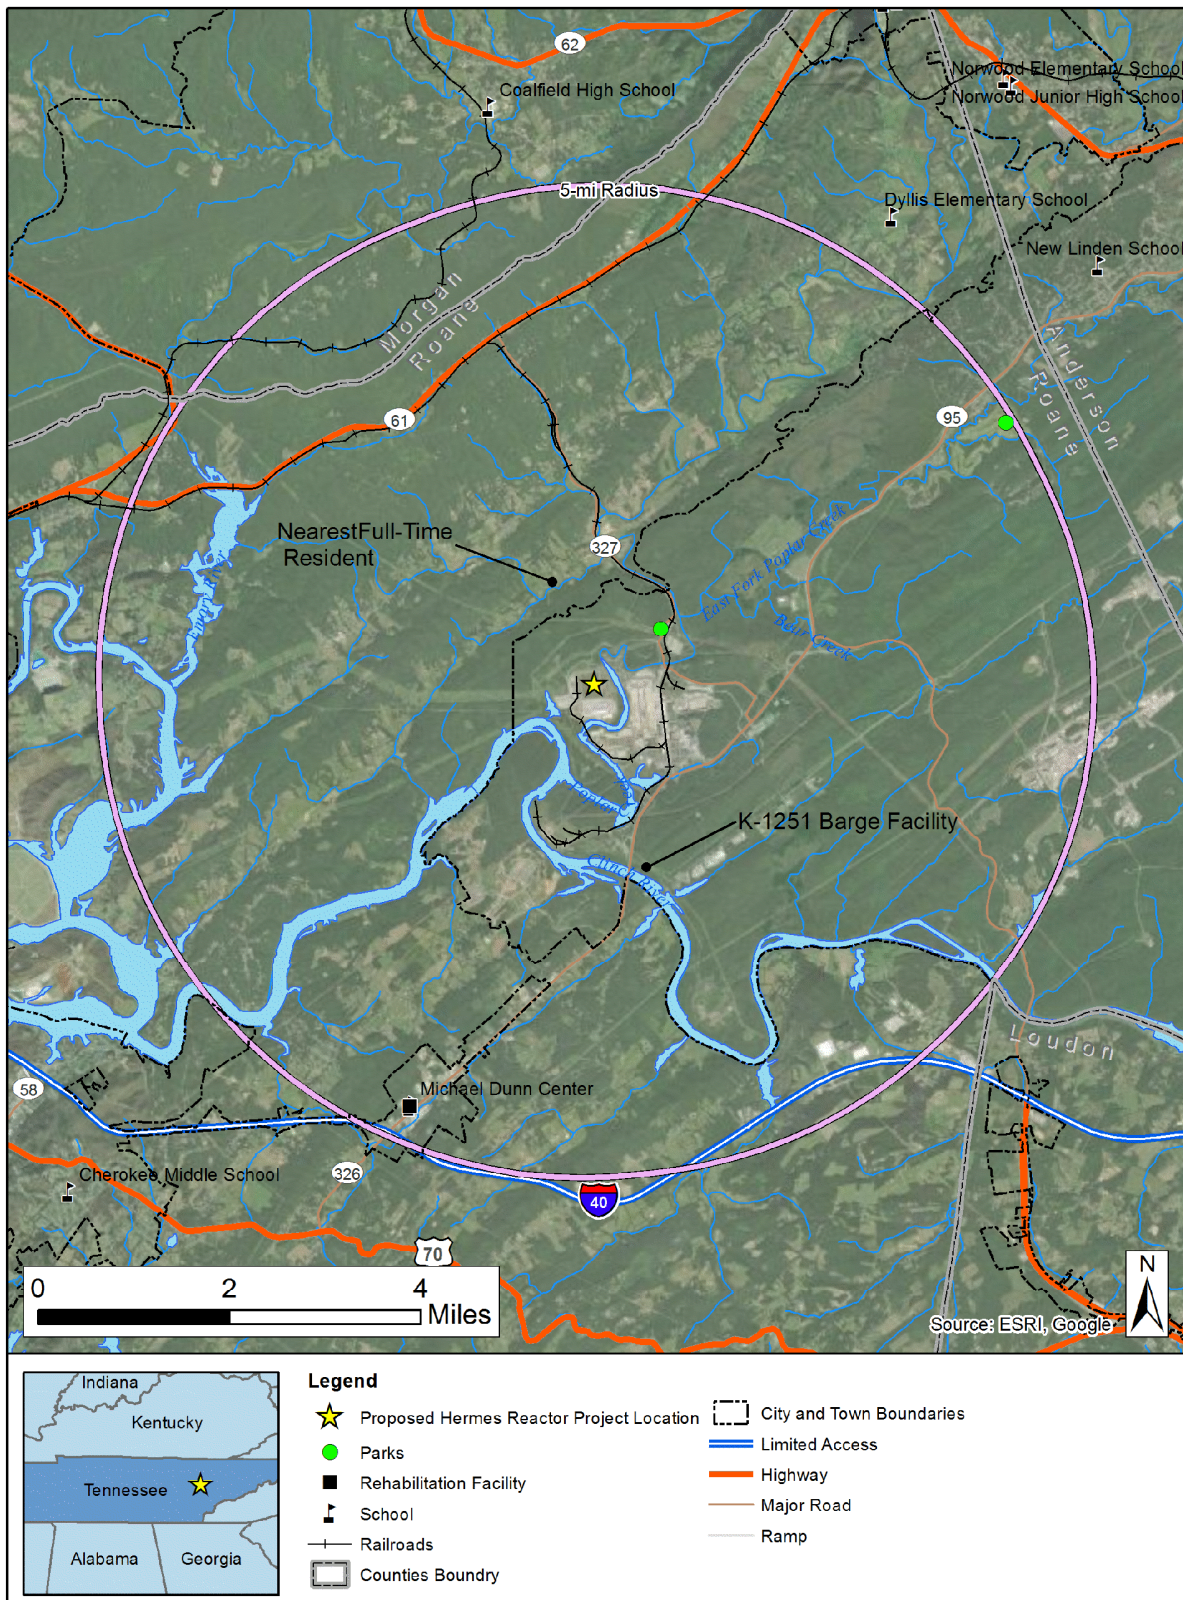 62
Coalfield High School
Norwood Elementary School
Norwood Junior High School
5-mi Radius
Dyllis Elementary School
New Linden School
Morgan
Roane
Anderson
Roane
61
95
NearestFull-Time
Resident
327
East Fork Poplar Creek
Bear Creek
Emory River
Poplar
K-1251 Barge Facility
Clinch River
Loudon
58
Michael Dunn Center
Cherokee Middle School
326
40
70
0 2 4
Miles
N
Source: ESRI, Google
Indiana
Kentucky
Tennessee
Alabama
Georgia
Legend
Proposed Hermes Reactor Project Location
Parks
Rehabilitation Facility
School
Railroads
Counties Boundry
City and Town Boundaries
Limited Access
Highway
Major Road
Ramp